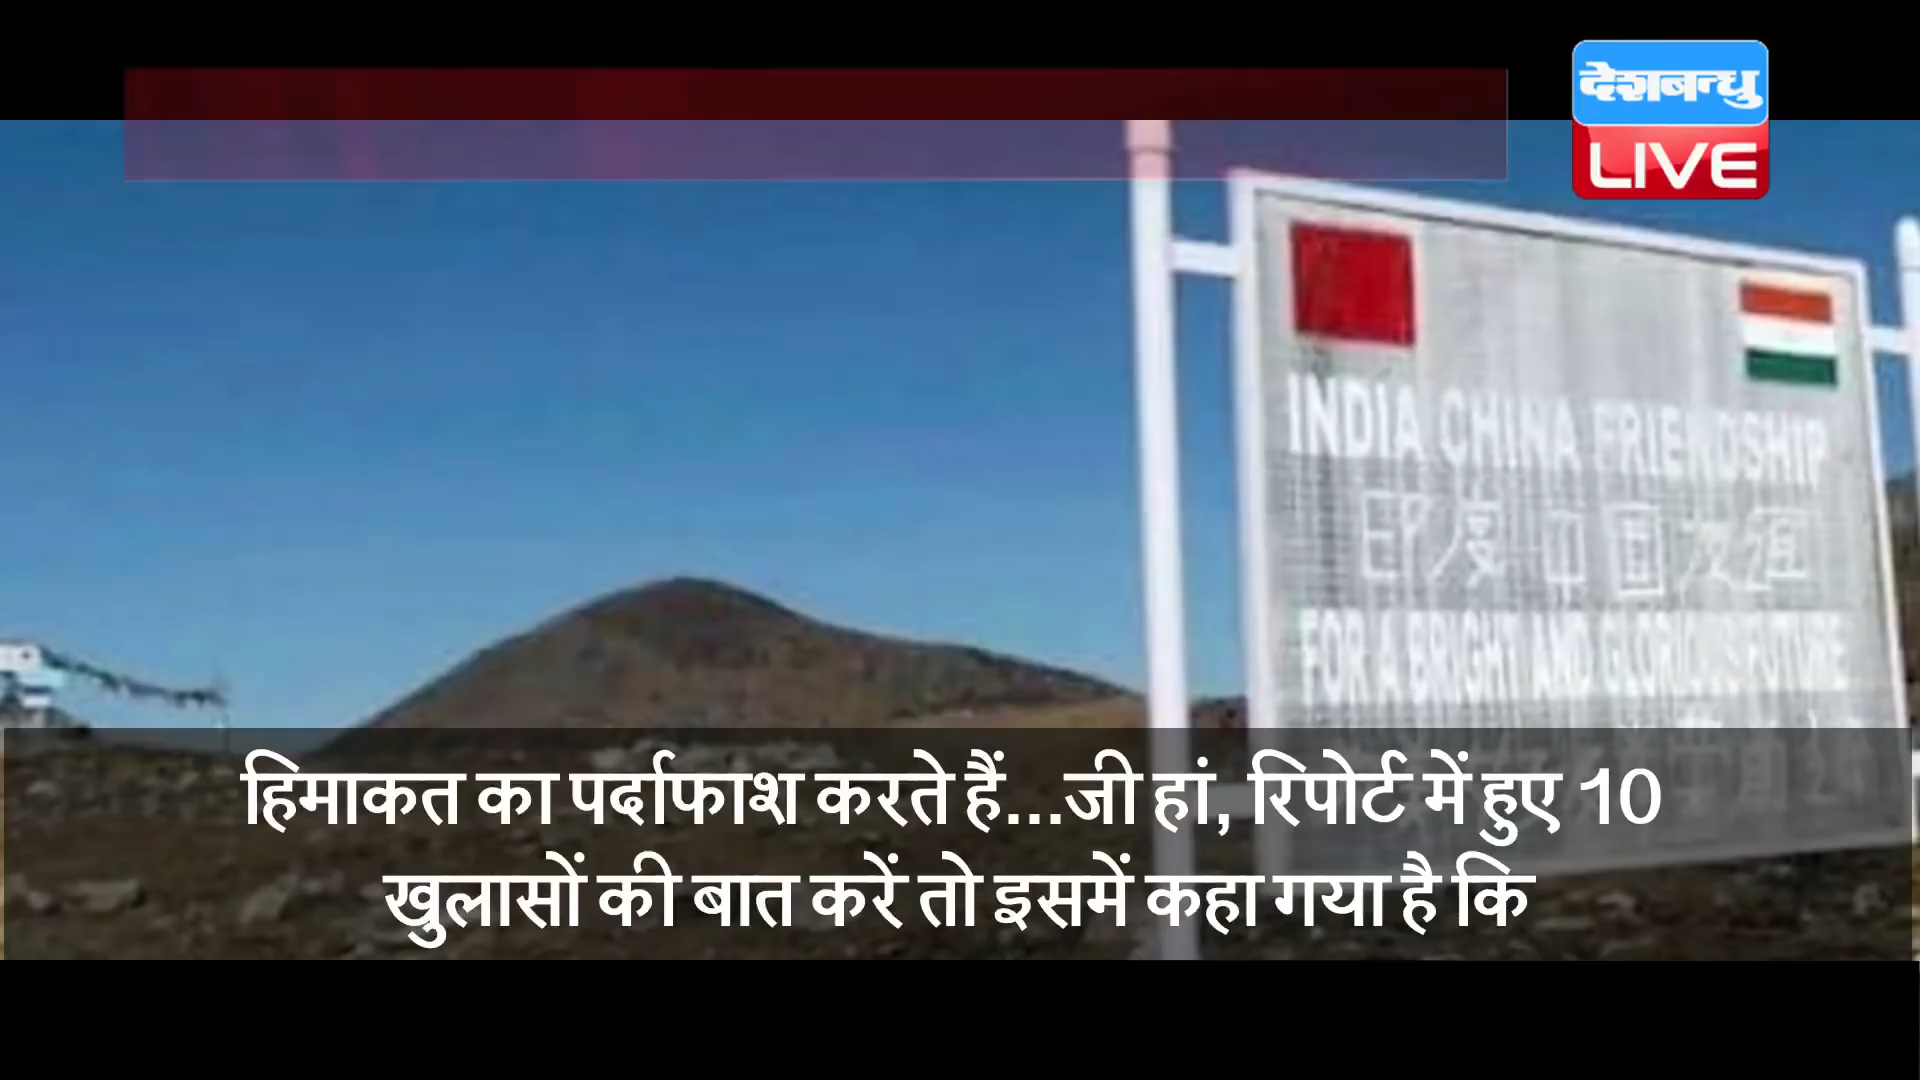 देशबन्धु
LIVE
INDIA CHINA FRIENDSHIP
印度 中国友谊
FOR A BRIGHT AND GLORIOUS FUTURE
हिमाकत का पर्दाफाश करते हैं...जी हां, रिपोर्ट में हुए 10
खुलासों की बात करें तो इसमें कहा गया है कि